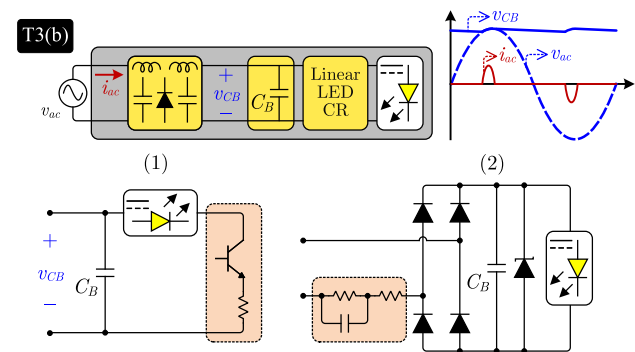 T3(b)
v_ac
i_ac
+
v_CB
−
C_B
Linear
LED
CR
v_CB
i_ac
v_ac
(1)
(2)
+
v_CB
−
C_B
C_B